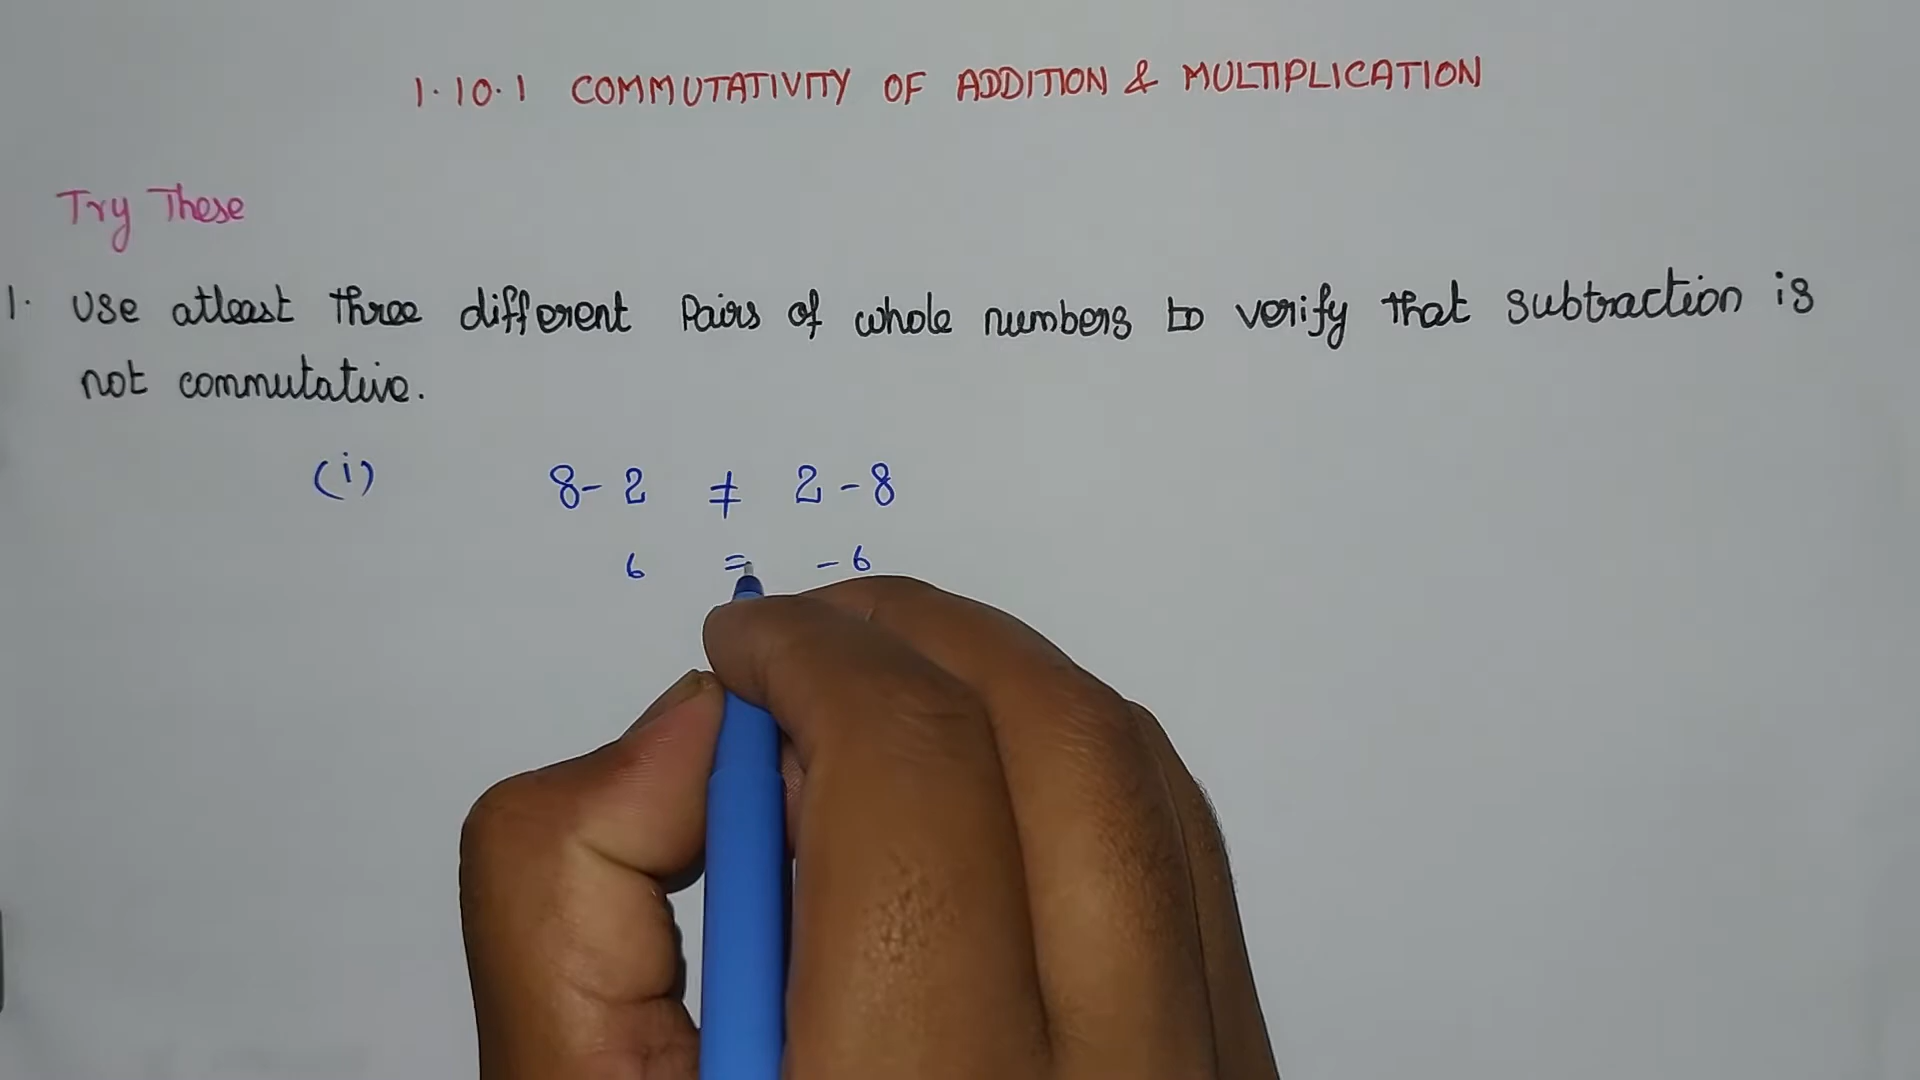 1.10.1 COMMUTATIVITY OF ADDITION & MULTIPLICATION
Try These
1. Use atleast three different Pairs of whole numbers to verify that subtraction is
not commutative.
(i) 8 - 2 ≠ 2 - 8
6 = - 6